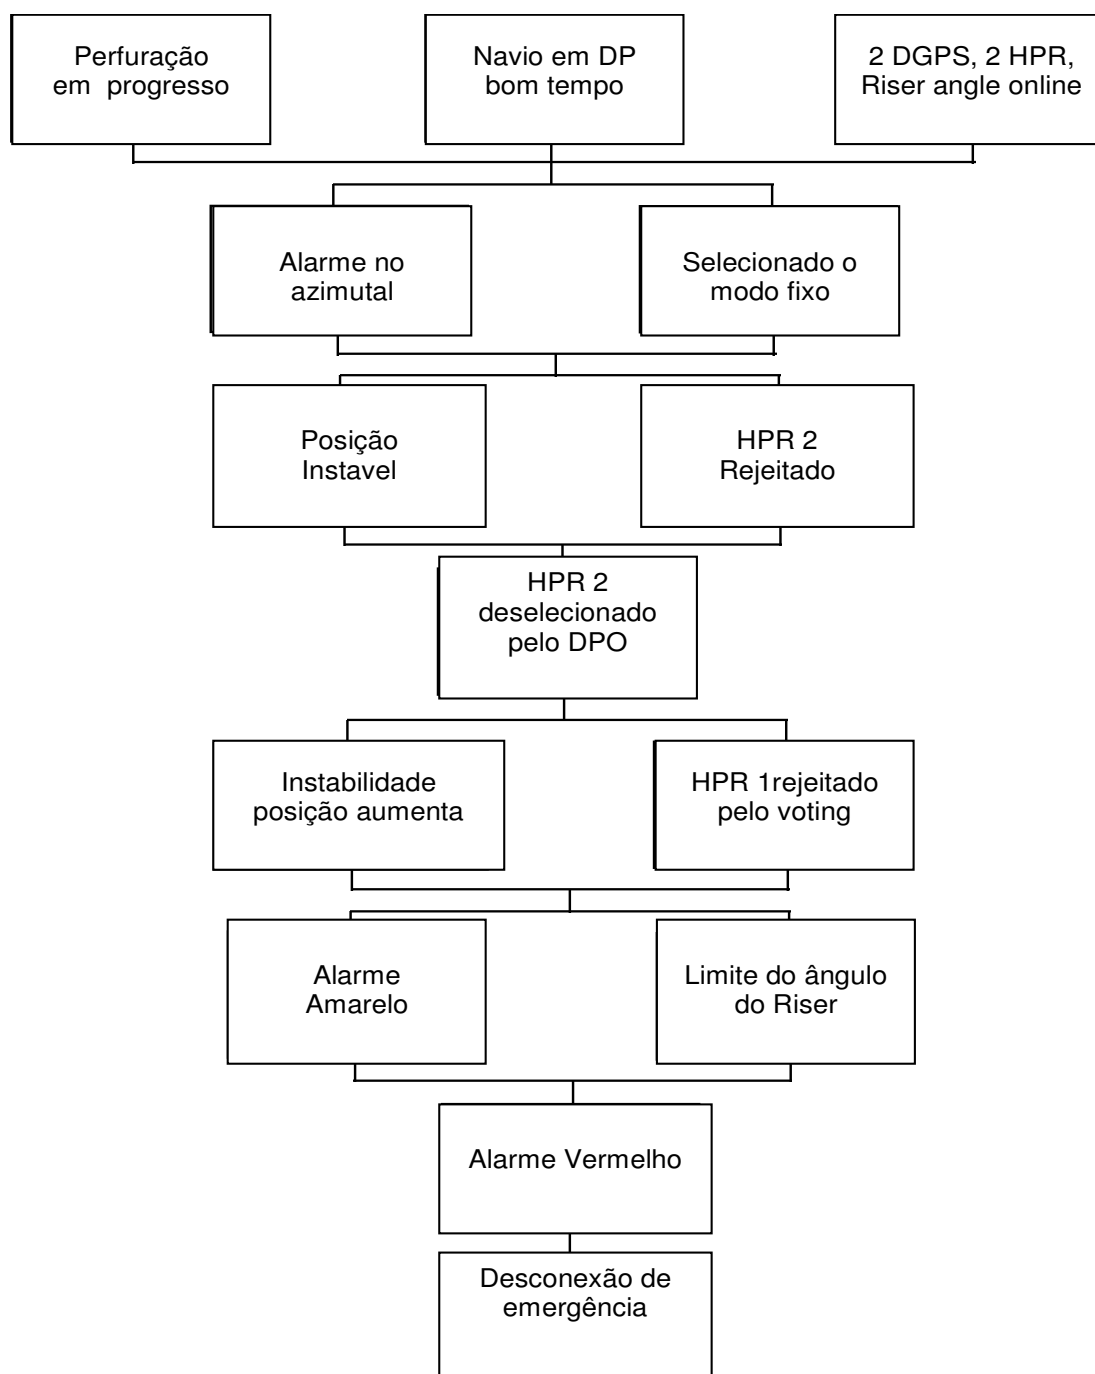 Perfuração
em progresso
Navio em DP
bom tempo
2 DGPS, 2 HPR,
Riser angle online
Alarme no
azimutal
Selecionado o
modo fixo
Posição
Instavel
HPR 2
Rejeitado
HPR 2
deselecionado
pelo DPO
Instabilidade
posição aumenta
HPR 1rejeitado
pelo voting
Alarme
Amarelo
Limite do ângulo
do Riser
Alarme Vermelho
Desconexão de
emergência